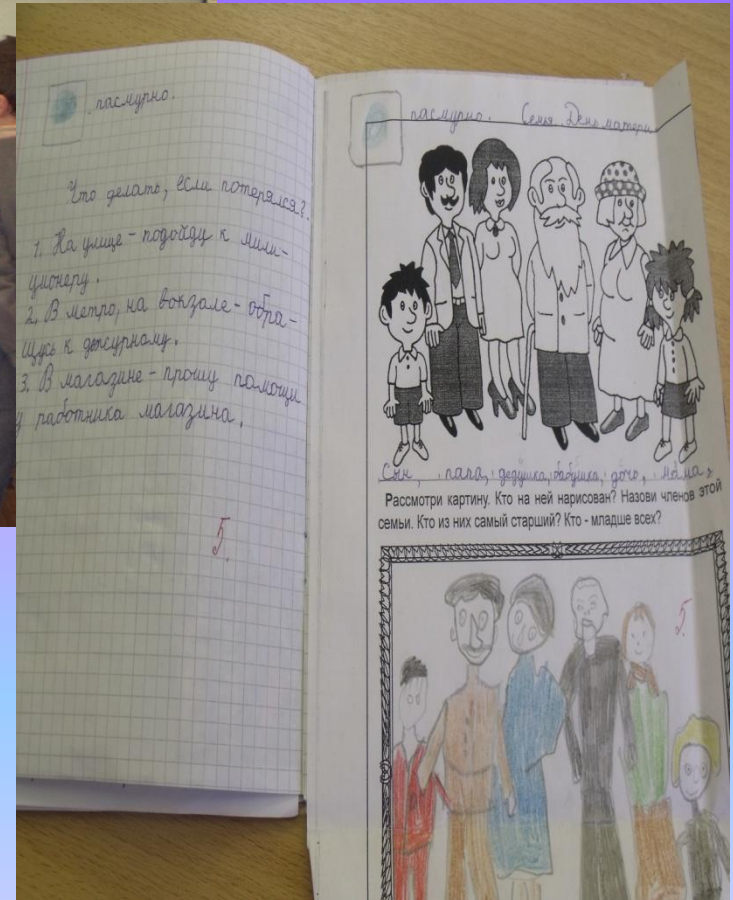 пасмурно.
Что делать, если потерялся?
1. На улице - подойду к мили-
ционеру.
2. В метро, на вокзале - обра-
щусь к дежурному.
3. В магазине - прошу помощи
у работника магазина.
5.
пасмурно. Семья День матери
Сын, папа, дедушка, бабушка, дочь, мама,
Рассмотри картину. Кто на ней нарисован? Назови членов этой
семьи. Кто из них самый старший? Кто - младше всех?
5.